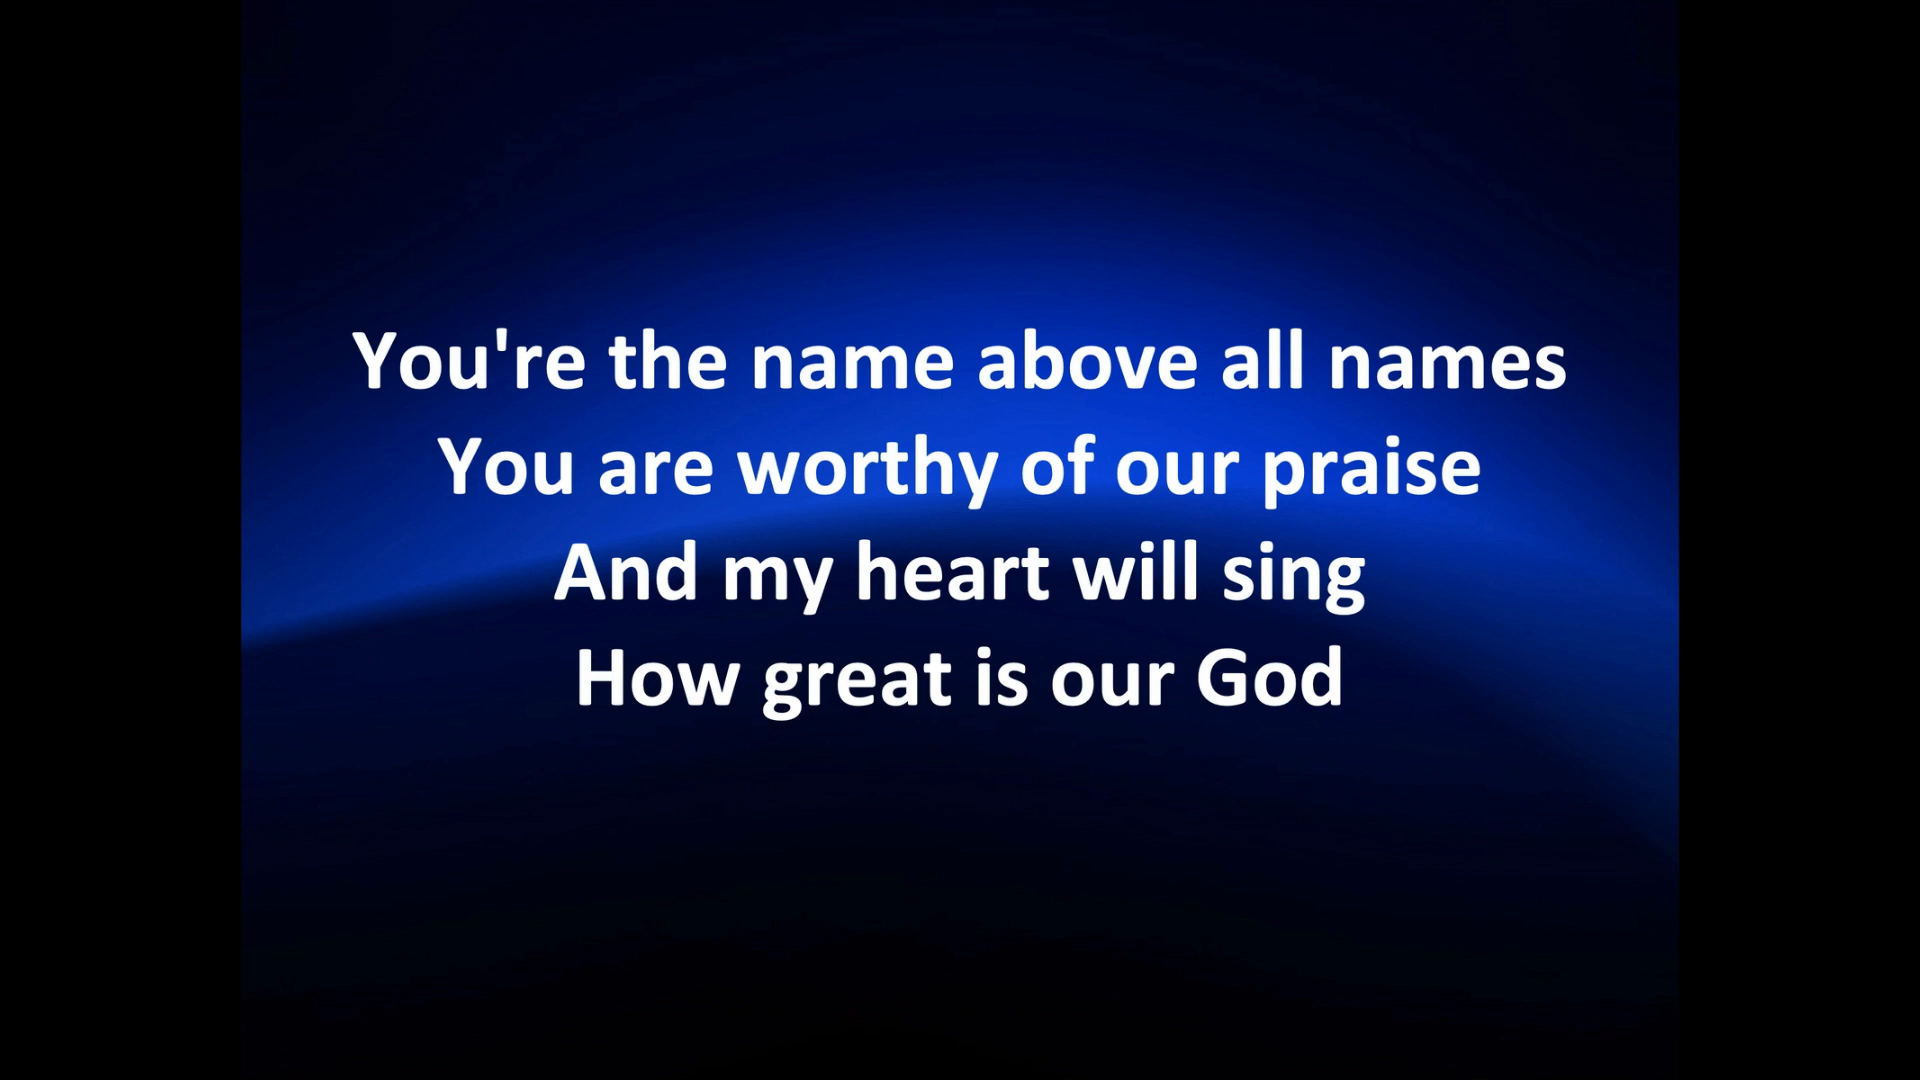 You're the name above all names
You are worthy of our praise
And my heart will sing
How great is our God